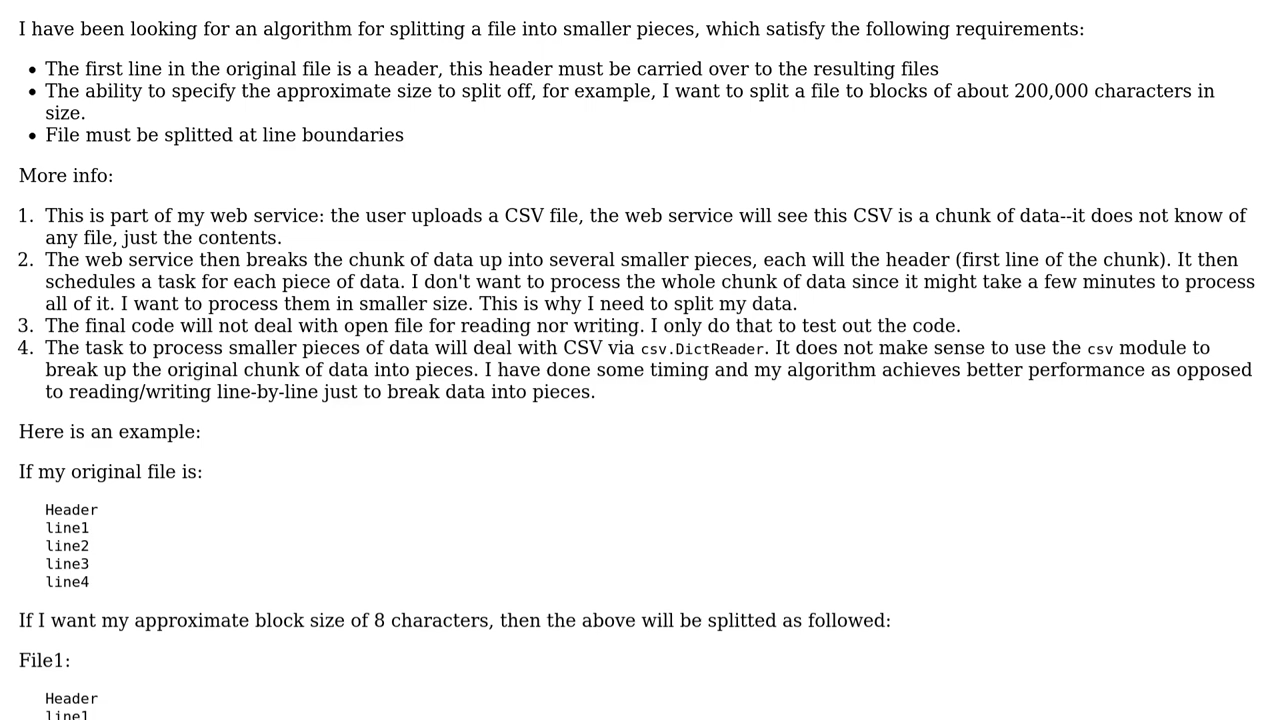 I have been looking for an algorithm for splitting a file into smaller pieces, which satisfy the following requirements:
• The first line in the original file is a header, this header must be carried over to the resulting files
• The ability to specify the approximate size to split off, for example, I want to split a file to blocks of about 200,000 characters in
size.
• File must be splitted at line boundaries
More info:
1. This is part of my web service: the user uploads a CSV file, the web service will see this CSV is a chunk of data--it does not know of
any file, just the contents.
2. The web service then breaks the chunk of data up into several smaller pieces, each will the header (first line of the chunk). It then
schedules a task for each piece of data. I don't want to process the whole chunk of data since it might take a few minutes to process
all of it. I want to process them in smaller size. This is why I need to split my data.
3. The final code will not deal with open file for reading nor writing. I only do that to test out the code.
4. The task to process smaller pieces of data will deal with CSV via csv.DictReader. It does not make sense to use the csv module to
break up the original chunk of data into pieces. I have done some timing and my algorithm achieves better performance as opposed
to reading/writing line-by-line just to break data into pieces.
Here is an example:
If my original file is:
Header
line1
line2
line3
line4
If I want my approximate block size of 8 characters, then the above will be splitted as followed:
File1:
Header
line1